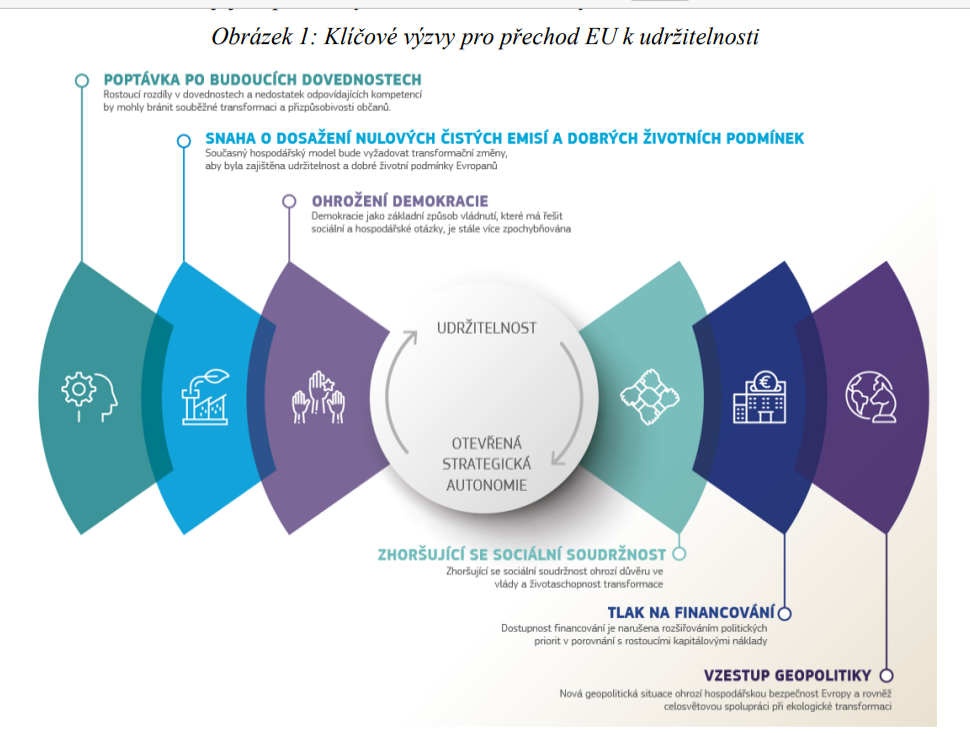 Obrázek 1: Klíčové výzvy pro přechod EU k udržitelnosti
POPTÁVKA PO BUDOUCÍCH DOVEDNOSTECH
Rostoucí rozdíly v dovednostech a nedostatek odpovídajících kompetencí
by mohly bránit souběžné transformaci a přizpůsobivosti občanů.
SNAHA O DOSAŽENÍ NULOVÝCH ČISTÝCH EMISÍ A DOBRÝCH ŽIVOTNÍCH PODMÍNEK
Současný hospodářský model bude vyžadovat transformační změny,
aby byla zajištěna udržitelnost a dobré životní podmínky Evropanů
OHROŽENÍ DEMOKRACIE
Demokracie jako základní způsob vládnutí, které má řešit
sociální a hospodářské otázky, je stále více zpochybňována
UDRŽITELNOST
OTEVŘENÁ
STRATEGICKÁ
AUTONOMIE
ZHORŠUJÍCÍ SE SOCIÁLNÍ SOUDRŽNOST
Zhoršující se sociální soudržnost ohrozí důvěru ve
vlády a životaschopnost transformace
TLAK NA FINANCOVÁNÍ
Dostupnost financování je narušena rozšiřováním politických
priorit v porovnání s rostoucími kapitálovými náklady
VZESTUP GEOPOLITIKY
Nová geopolitická situace ohrozí hospodářskou bezpečnost Evropy a rovněž
celosvětovou spolupráci při ekologické transformaci